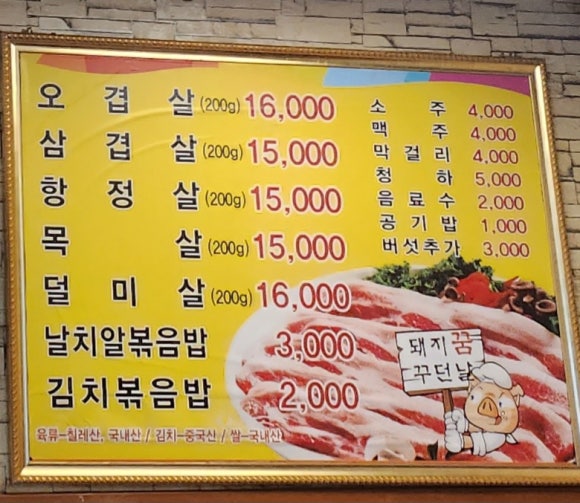 오겹살 (200g) 16,000
삼겹살 (200g) 15,000
항정살 (200g) 15,000
목살 (200g) 15,000
덜미살 (200g) 16,000
날치알볶음밥 3,000
김치볶음밥 2,000
소주 4,000
맥주 4,000
막걸리 4,000
청하 5,000
음료수 2,000
공기밥 1,000
버섯추가 3,000
돼지꿈
꾸던날
육류-칠레산, 국내산 / 김치-중국산 / 쌀-국내산